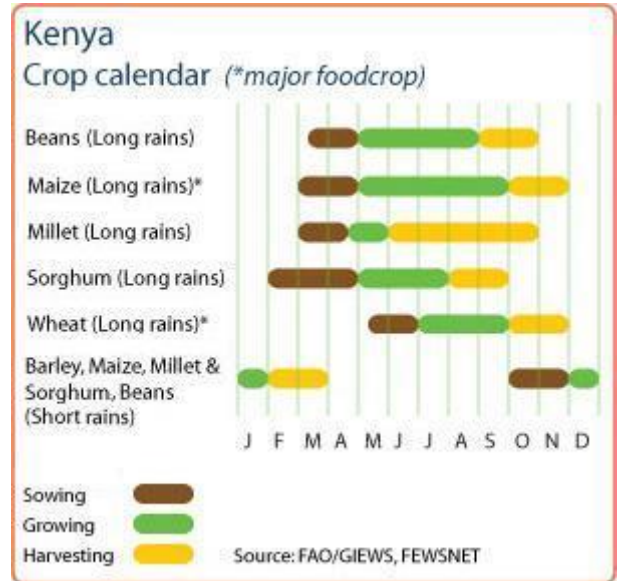 Kenya
Crop calendar (*major foodcrop)
Beans (Long rains)
Maize (Long rains)*
Millet (Long rains)
Sorghum (Long rains)
Wheat (Long rains)*
Barley, Maize, Millet &
Sorghum, Beans
(Short rains)
J F M A M J J A S O N D
Sowing
Growing
Harvesting Source: FAO/GIEWS, FEWSNET